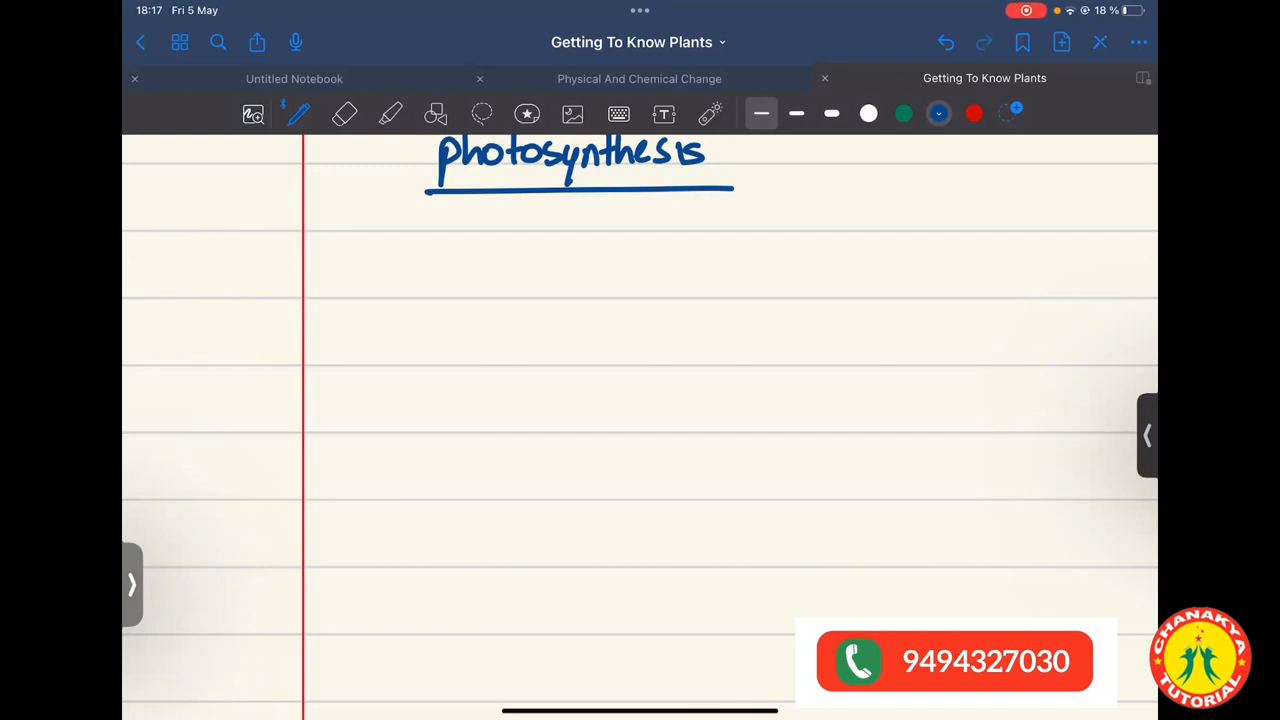 18:17 Fri 5 May
18 %
Getting To Know Plants
Untitled Notebook
Physical And Chemical Change
Getting To Know Plants
T
photosynthesis
9494327030
CHANAKYA
TUTORIAL